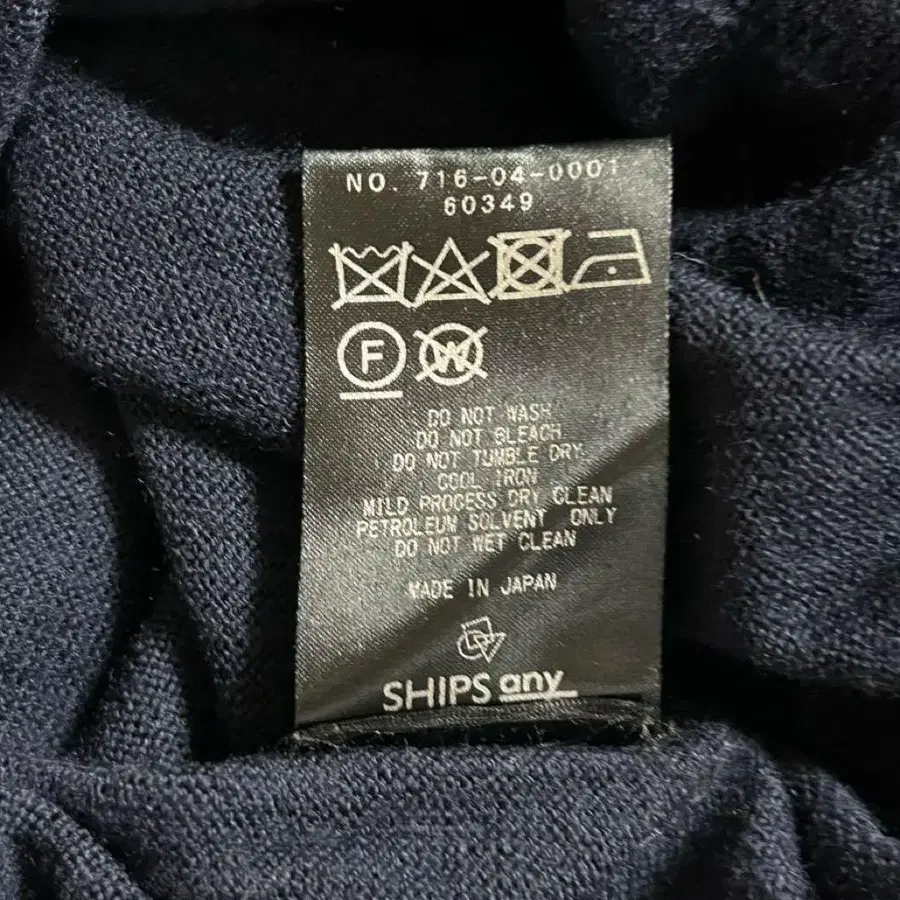 NO. 716-04-0001
60349
F W
DO NOT WASH
DO NOT BLEACH
DO NOT TUMBLE DRY
COOL IRON
MILD PROCESS DRY CLEAN
PETROLEUM SOLVENT ONLY
DO NOT WET CLEAN
MADE IN JAPAN
SHIPS any